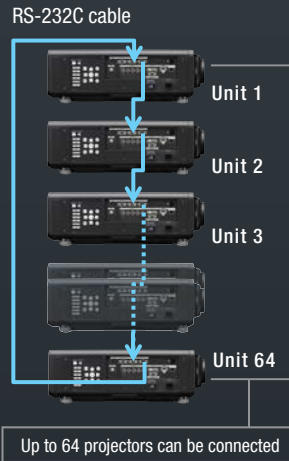 RS-232C cable
Unit 1
Unit 2
Unit 3
Unit 64
Up to 64 projectors can be connected